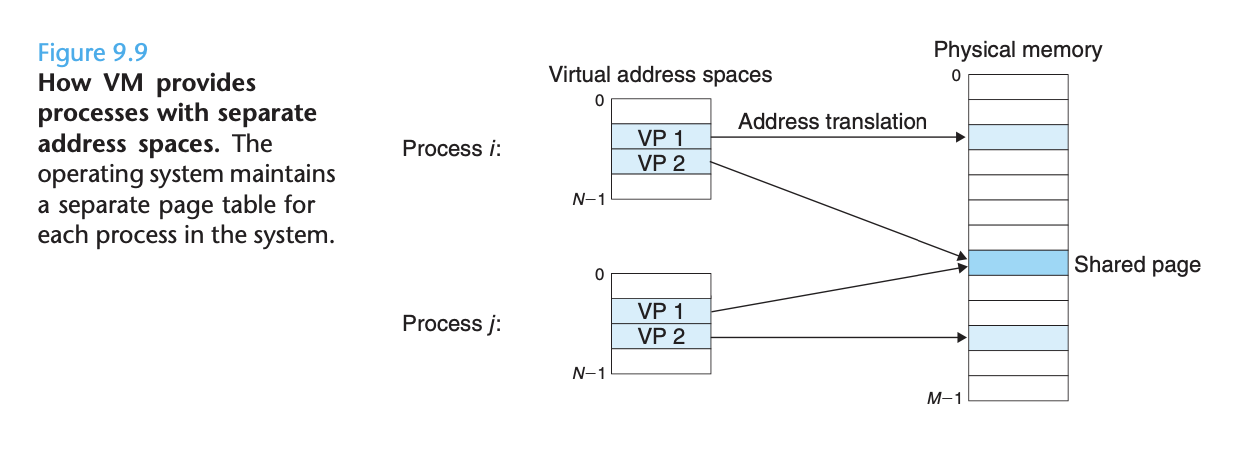 Figure 9.9
How VM provides
processes with separate
address spaces. The
operating system maintains
a separate page table for
each process in the system.
Virtual address spaces
Physical memory
0
0
Process i:
VP 1
VP 2
Address translation
N–1
Shared page
0
Process j:
VP 1
VP 2
N–1
M–1